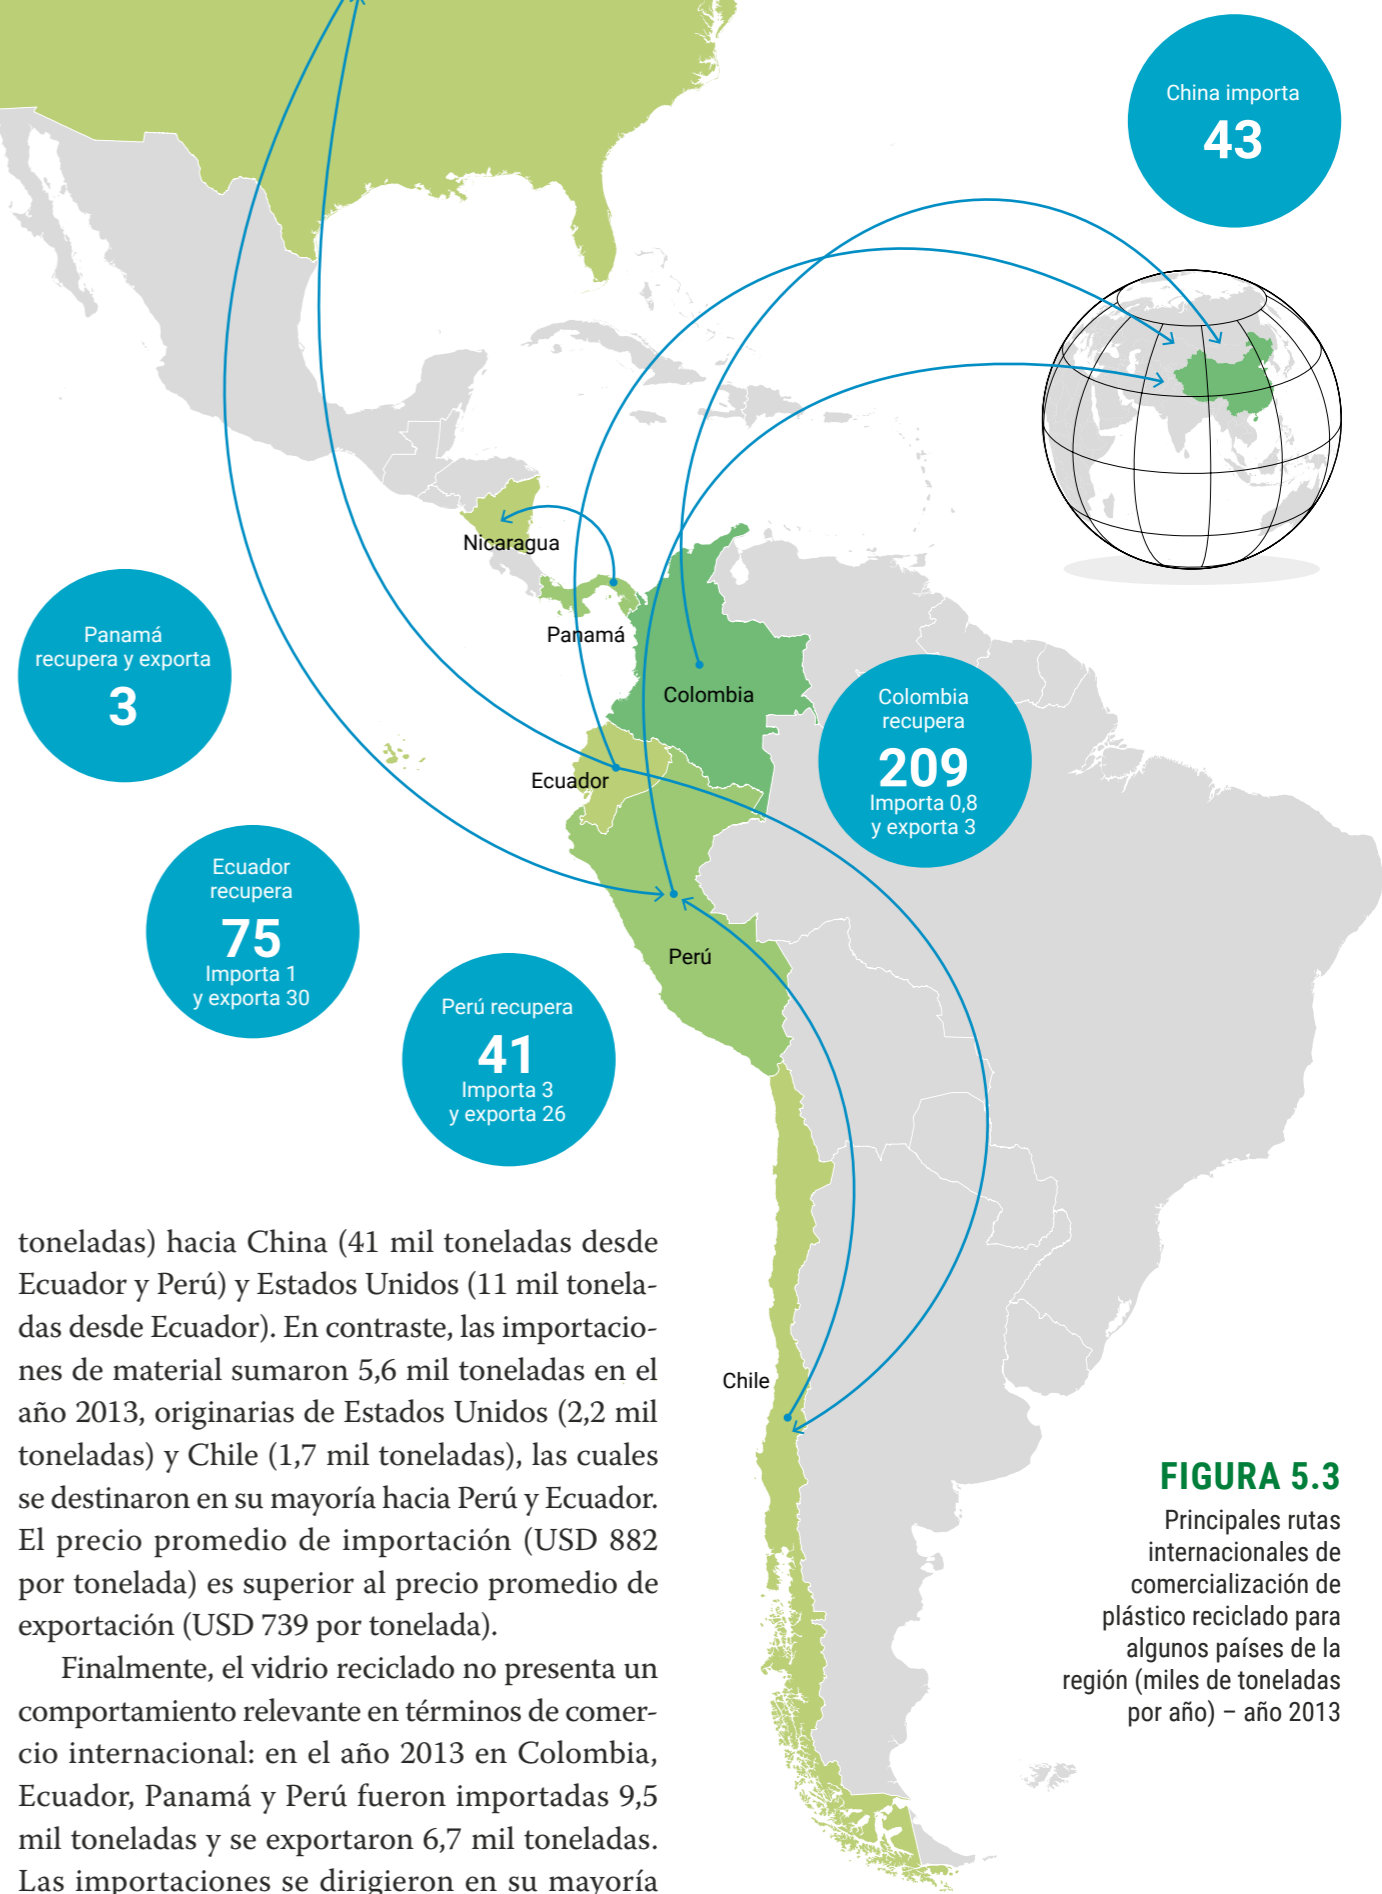 China importa
43
Nicaragua
Panamá
Panamá
recupera y exporta
3
Colombia
Colombia
recupera
209
Importa 0,8
y exporta 3
Ecuador
Ecuador
recupera
75
Importa 1
y exporta 30
Perú
Perú recupera
41
Importa 3
y exporta 26
Chile
toneladas) hacia China (41 mil toneladas desde
Ecuador y Perú) y Estados Unidos (11 mil tonela-
das desde Ecuador). En contraste, las importacio-
nes de material sumaron 5,6 mil toneladas en el
año 2013, originarias de Estados Unidos (2,2 mil
toneladas) y Chile (1,7 mil toneladas), las cuales
se destinaron en su mayoría hacia Perú y Ecuador.
El precio promedio de importación (USD 882
por tonelada) es superior al precio promedio de
exportación (USD 739 por tonelada).
Finalmente, el vidrio reciclado no presenta un
comportamiento relevante en términos de comer-
cio internacional: en el año 2013 en Colombia,
Ecuador, Panamá y Perú fueron importadas 9,5
mil toneladas y se exportaron 6,7 mil toneladas.
Las importaciones se dirigieron en su mayoría
FIGURA 5.3
Principales rutas
internacionales de
comercialización de
plástico reciclado para
algunos países de la
región (miles de toneladas
por año) – año 2013